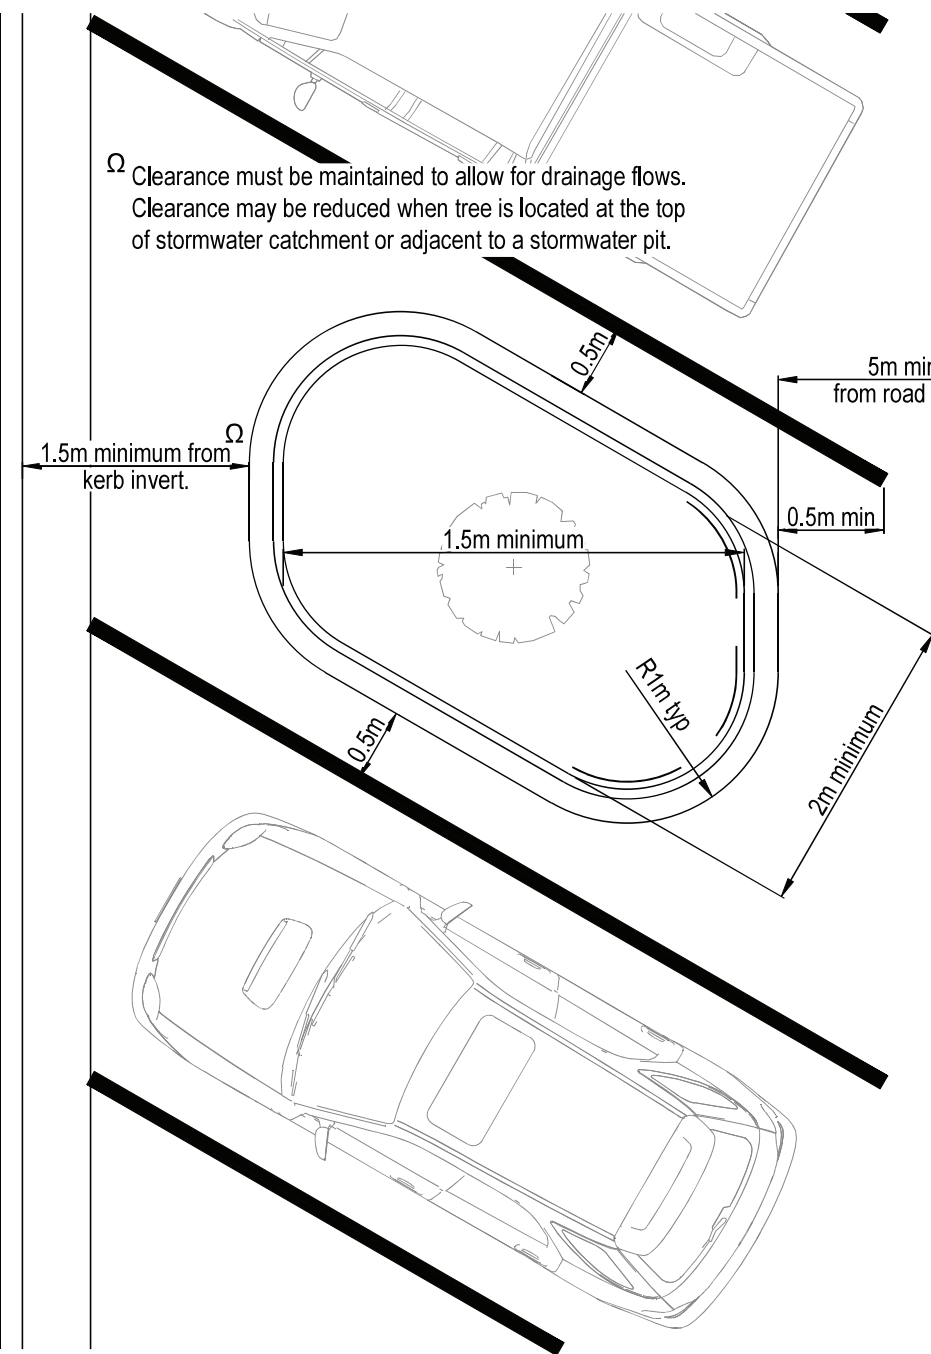 Ω Clearance must be maintained to allow for drainage flows.
Clearance may be reduced when tree is located at the top
of stormwater catchment or adjacent to a stormwater pit.
0.5m
5m min
from road
Ω
1.5m minimum from
kerb invert.
0.5m min
1.5m minimum
R1m typ
0.5m
2m minimum